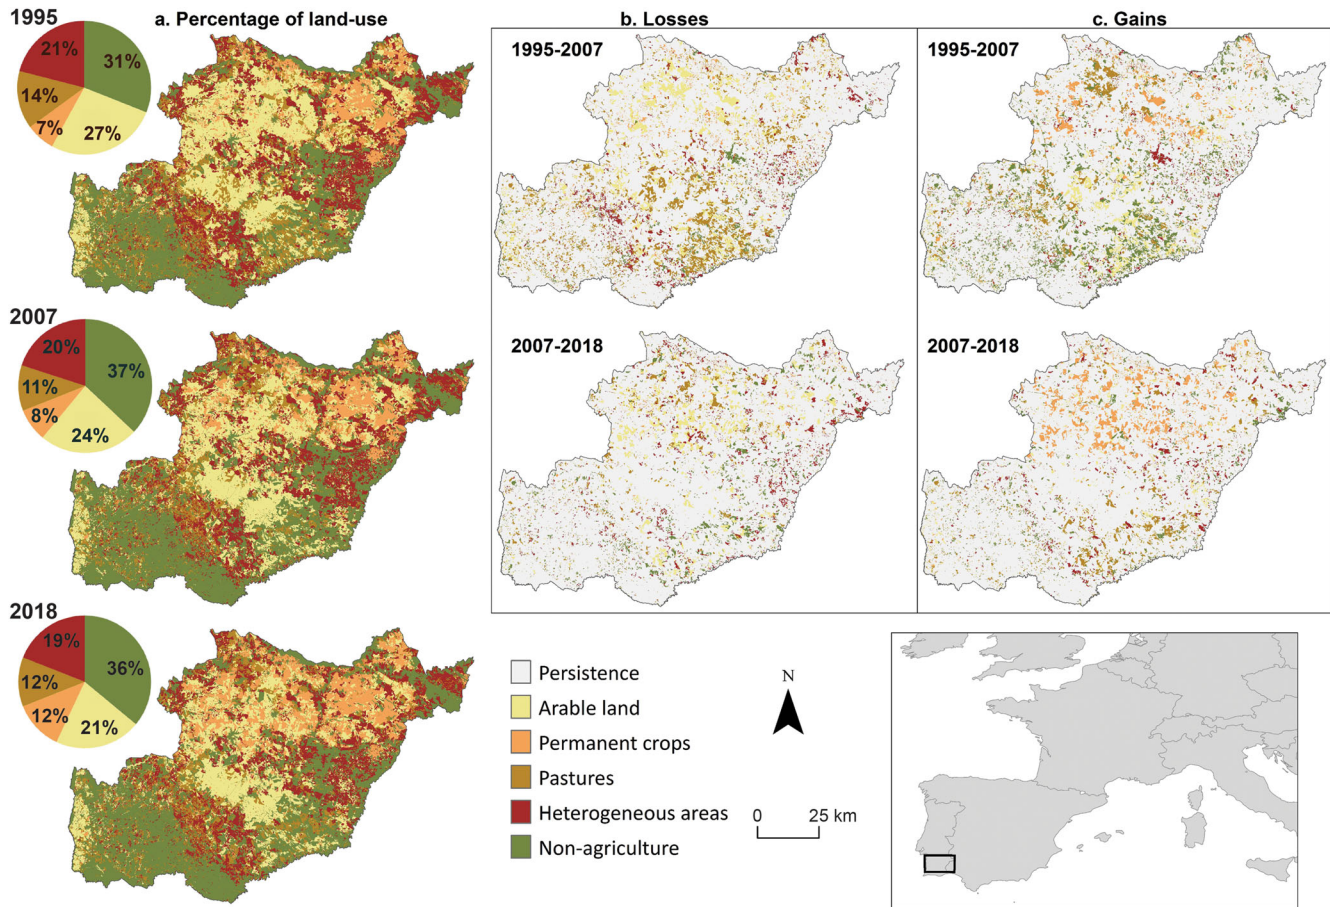 1995
a. Percentage of land-use
b. Losses
c. Gains
21%
31%
14%
7%
27%
1995-2007
1995-2007
2007
20%
37%
11%
8%
24%
2007-2018
2007-2018
2018
19%
36%
12%
12%
21%
Persistence
Arable land
Permanent crops
Pastures
Heterogeneous areas
Non-agriculture
N
0 25 km